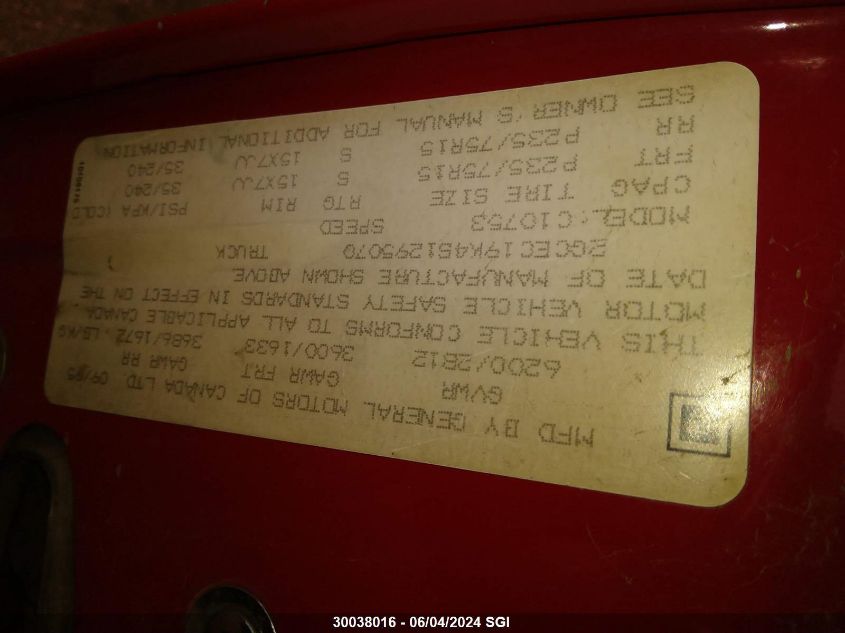 MFD BY GENERAL MOTORS OF CANADA LTD 09/95
GVWR GAWR FRT GAWR RR
6200/2812 3600/1633 3686/1672 LB/KG
THIS VEHICLE CONFORMS TO ALL APPLICABLE CANADA
MOTOR VEHICLE SAFETY STANDARDS IN EFFECT ON THE
DATE OF MANUFACTURE SHOWN ABOVE
2GCEC19K4S1295070 TRUCK
MODEL: C10753 SPEED
CPAG TIRE SIZE RTG RIM PSI/KPA (COLD
FRT P235/75R15 S 15X7JJ 35/240
RR P235/75R15 S 15X7JJ 35/240
SEE OWNER'S MANUAL FOR ADDITIONAL INFORMATION
30038016 - 06/04/2024 SGI